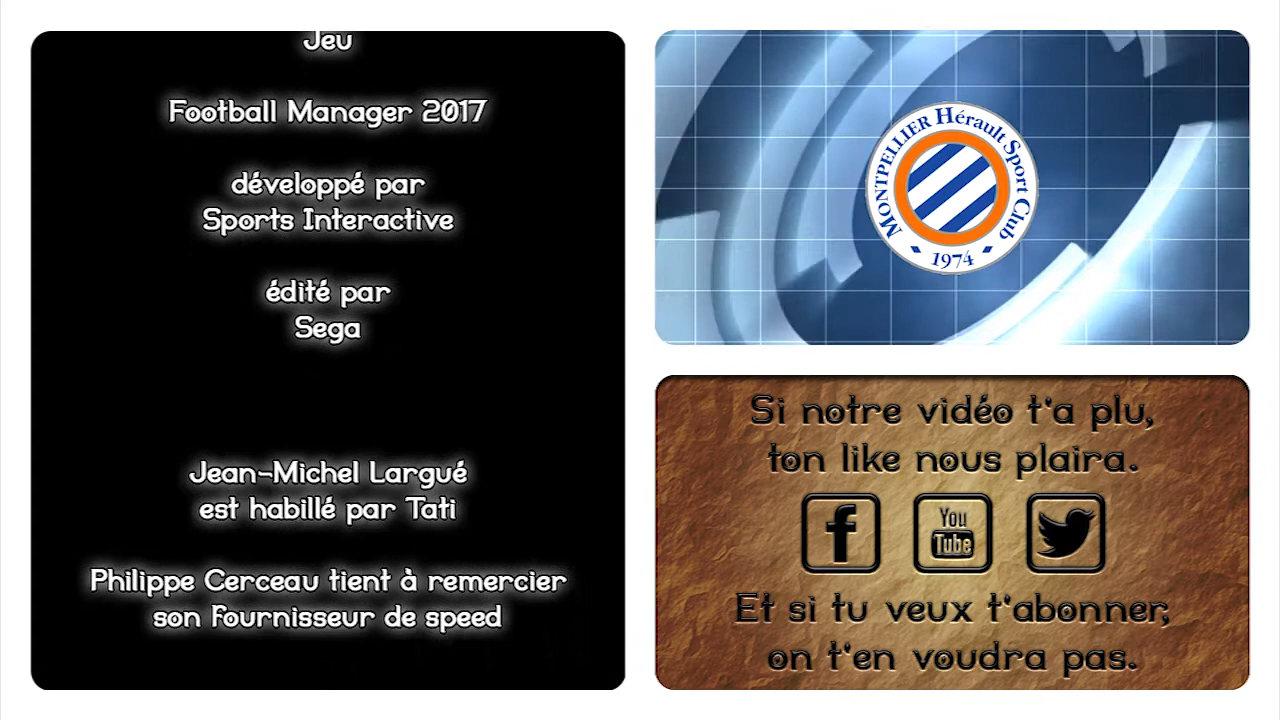 Jeu
Football Manager 2017
développé par
Sports Interactive
édité par
Sega
Jean-Michel Largué
est habillé par Tati
Philippe Cerceau tient à remercier
son fournisseur de speed
MONTPELLIER Hérault Sport Club
1974
Si notre vidéo t'a plu,
ton like nous plaira.
f
You
Tube
Et si tu veux t'abonner,
on t'en voudra pas.